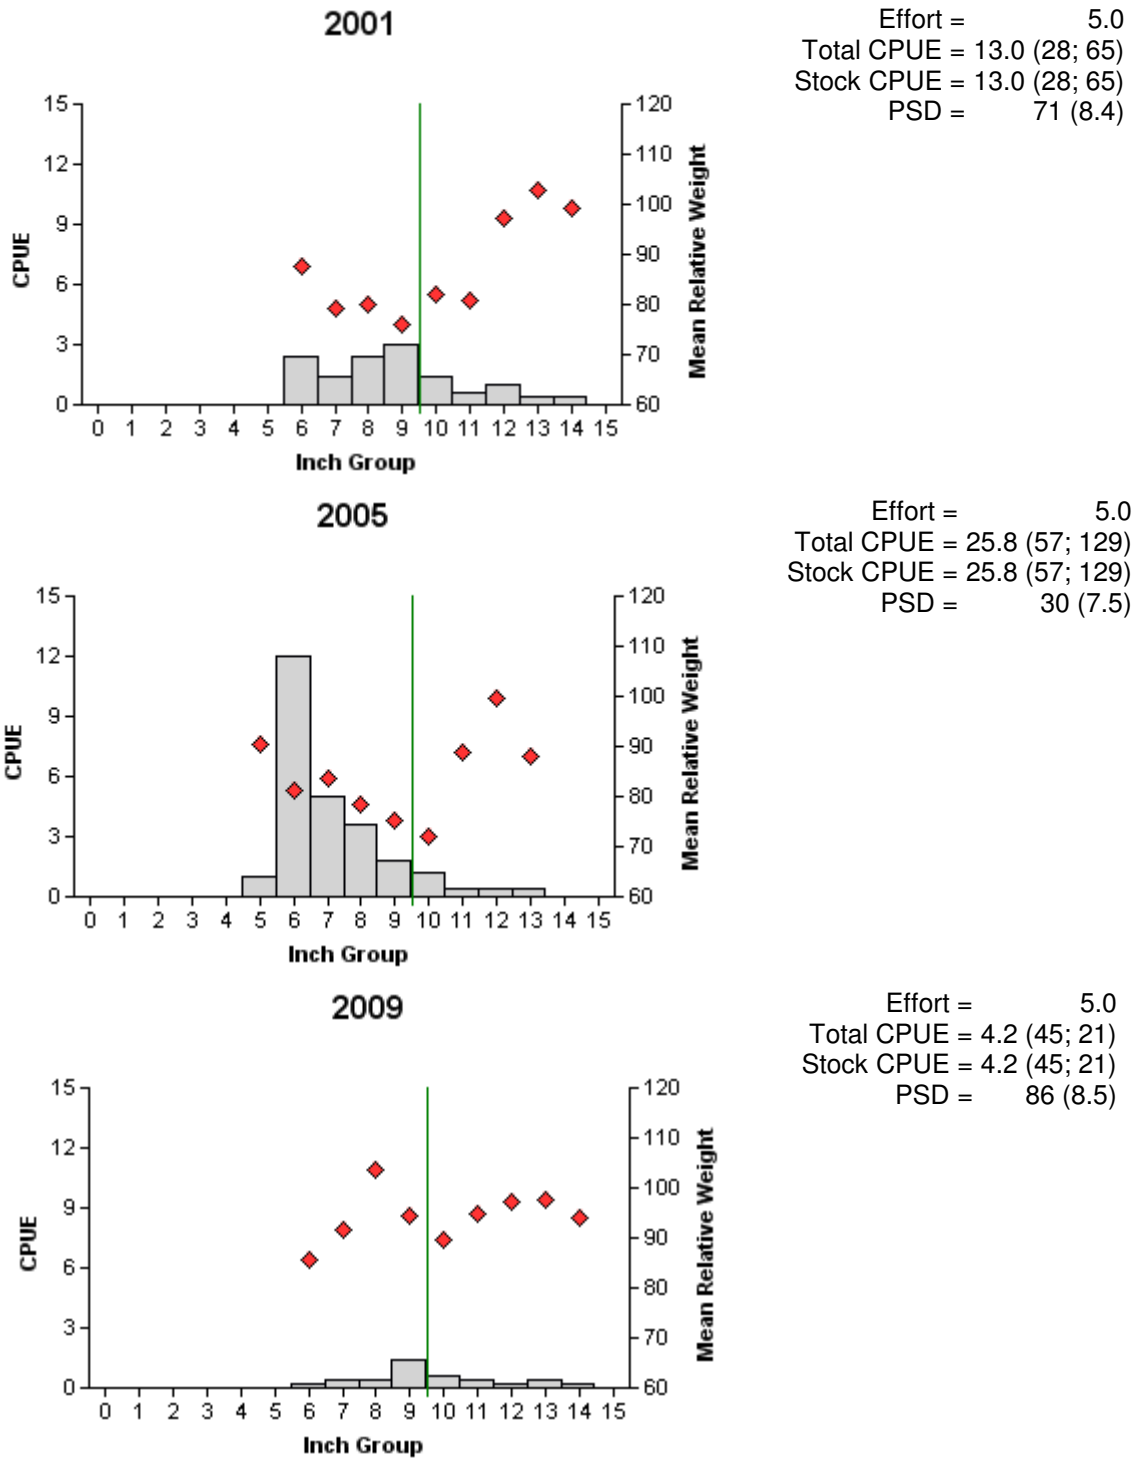 2001
Effort = 5.0
Total CPUE = 13.0 (28; 65)
Stock CPUE = 13.0 (28; 65)
PSD = 71 (8.4)
15 12 9 6 3 0
CPUE
120 110 100 90 80 70 60
Mean Relative Weight
0 1 2 3 4 5 6 7 8 9 10 11 12 13 14 15
Inch Group
2005
Effort = 5.0
Total CPUE = 25.8 (57; 129)
Stock CPUE = 25.8 (57; 129)
PSD = 30 (7.5)
15 12 9 6 3 0
CPUE
120 110 100 90 80 70 60
Mean Relative Weight
0 1 2 3 4 5 6 7 8 9 10 11 12 13 14 15
Inch Group
2009
Effort = 5.0
Total CPUE = 4.2 (45; 21)
Stock CPUE = 4.2 (45; 21)
PSD = 86 (8.5)
15 12 9 6 3 0
CPUE
120 110 100 90 80 70 60
Mean Relative Weight
0 1 2 3 4 5 6 7 8 9 10 11 12 13 14 15
Inch Group